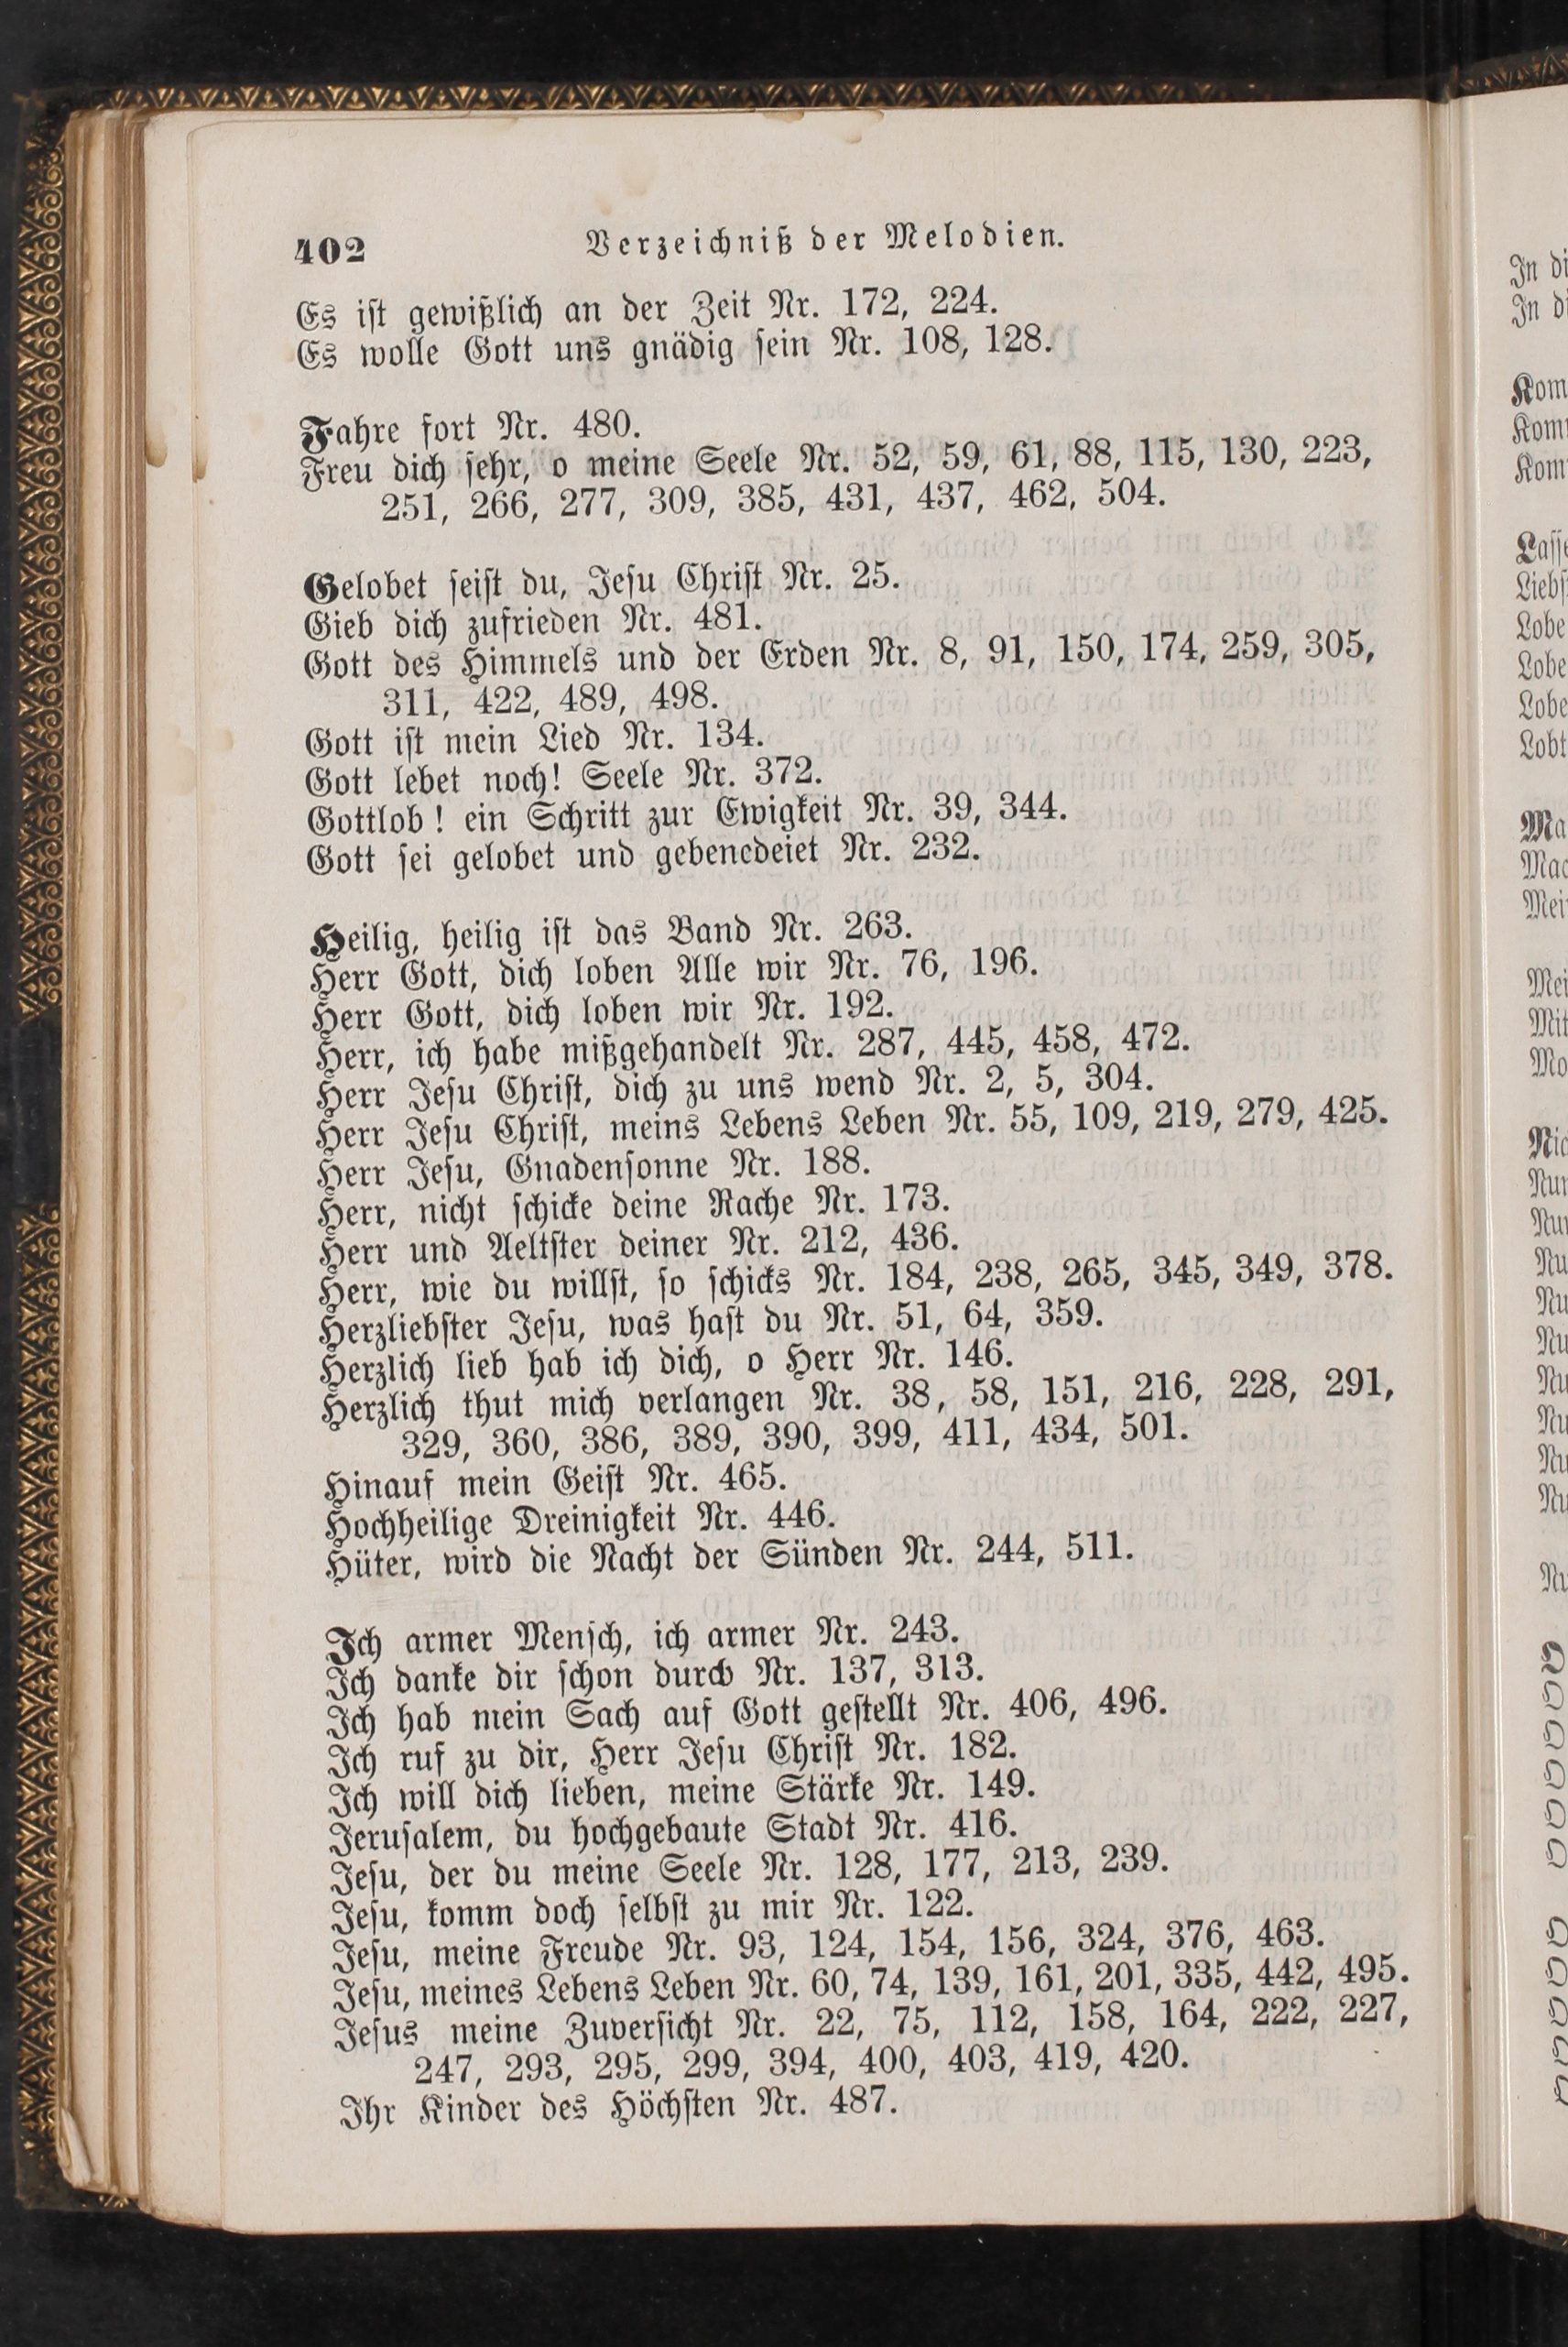 402 Verzeichniß der Melodien.
Es ist gewißlich an der Zeit Nr. 172, 224.
Es wolle Gott uns gnädig sein Nr. 108, 128.
Fahre fort Nr. 480.
Freu dich sehr, o meine Seele Nr. 52, 59, 61, 88, 115, 130, 223,
251, 266, 277, 309, 385, 431, 437, 462, 504.
Gelobet seist du, Jesu Christ Nr. 25.
Gieb dich zufrieden Nr. 481.
Gott des Himmels und der Erden Nr. 8, 91, 150, 174, 259, 305,
311, 422, 489, 498.
Gott ist mein Lied Nr. 134.
Gott lebet noch! Seele Nr. 372.
Gottlob! ein Schritt zur Ewigkeit Nr. 39, 344.
Gott sei gelobet und gebenedeiet Nr. 232.
Heilig, heilig ist das Band Nr. 263.
Herr Gott, dich loben Alle wir Nr. 76, 196.
Herr Gott, dich loben wir Nr. 192.
Herr, ich habe mißgehandelt Nr. 287, 445, 458, 472.
Herr Jesu Christ, dich zu uns wend Nr. 2, 5, 304.
Herr Jesu Christ, meins Lebens Leben Nr. 55, 109, 219, 279, 425.
Herr Jesu, Gnadensonne Nr. 188.
Herr, nicht schicke deine Rache Nr. 173.
Herr und Aeltster deiner Nr. 212, 436.
Herr, wie du willst, so schicks Nr. 184, 238, 265, 345, 349, 378.
Herzliebster Jesu, was hast du Nr. 51, 64, 359.
Herzlich lieb hab ich dich, o Herr Nr. 146.
Herzlich thut mich verlangen Nr. 38, 58, 151, 216, 228, 291,
329, 360, 386, 389, 390, 399, 411, 434, 501.
Hinauf mein Geist Nr. 465.
Hochheilige Dreinigkeit Nr. 446.
Hüter, wird die Nacht der Sünden Nr. 244, 511.
Ich armer Mensch, ich armer Nr. 243.
Ich danke dir schon durch Nr. 137, 313.
Ich hab mein Sach auf Gott gestellt Nr. 406, 496.
Ich ruf zu dir, Herr Jesu Christ Nr. 182.
Ich will dich lieben, meine Stärke Nr. 149.
Jerusalem, du hochgebaute Stadt Nr. 416.
Jesu, der du meine Seele Nr. 128, 177, 213, 239.
Jesu, komm doch selbst zu mir Nr. 122.
Jesu, meine Freude Nr. 93, 124, 154, 156, 324, 376, 463.
Jesu, meines Lebens Leben Nr. 60, 74, 139, 161, 201, 335, 442, 495.
Jesus meine Zuversicht Nr. 22, 75, 112, 158, 164, 222, 227,
247, 293, 295, 299, 394, 400, 403, 419, 420.
Ihr Kinder des Höchsten Nr. 487.